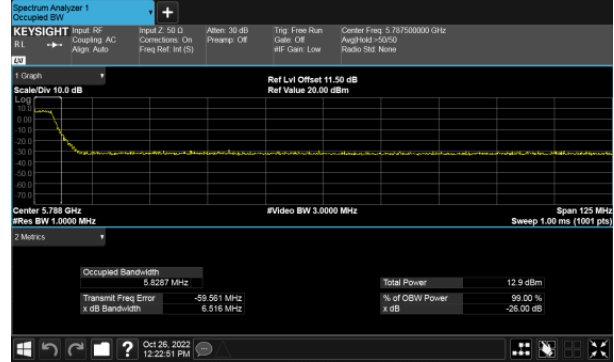 Spectrum Analyzer 1
Occupied BW
+
KEYSIGHT Input: RF Input Z: 50 Ω Atten: 30 dB Trig: Free Run Center Freq: 5.787500000 GHz
RL Coupling: AC Corrections: On Preamp: Off Gate: Off Avg|Hold:>50/50
Align: Auto Freq Ref: Int (S) #IF Gain: Low Radio Std: None
LXI
1 Graph
Ref Lvl Offset 11.50 dB
Scale/Div 10.0 dB Ref Value 20.00 dBm
Log
10.0
0.00
-10.0
-20.0
-30.0
-40.0
-50.0
-60.0
-70.0
Center 5.788 GHz #Video BW 3.0000 MHz Span 125 MHz
#Res BW 1.0000 MHz Sweep 1.00 ms (1001 pts)
2 Metrics
Occupied Bandwidth
5.8287 MHz Total Power 12.9 dBm
Transmit Freq Error -59.561 MHz % of OBW Power 99.00 %
x dB Bandwidth 6.516 MHz x dB -26.00 dB
? Oct 26, 2022
12:22:51 PM